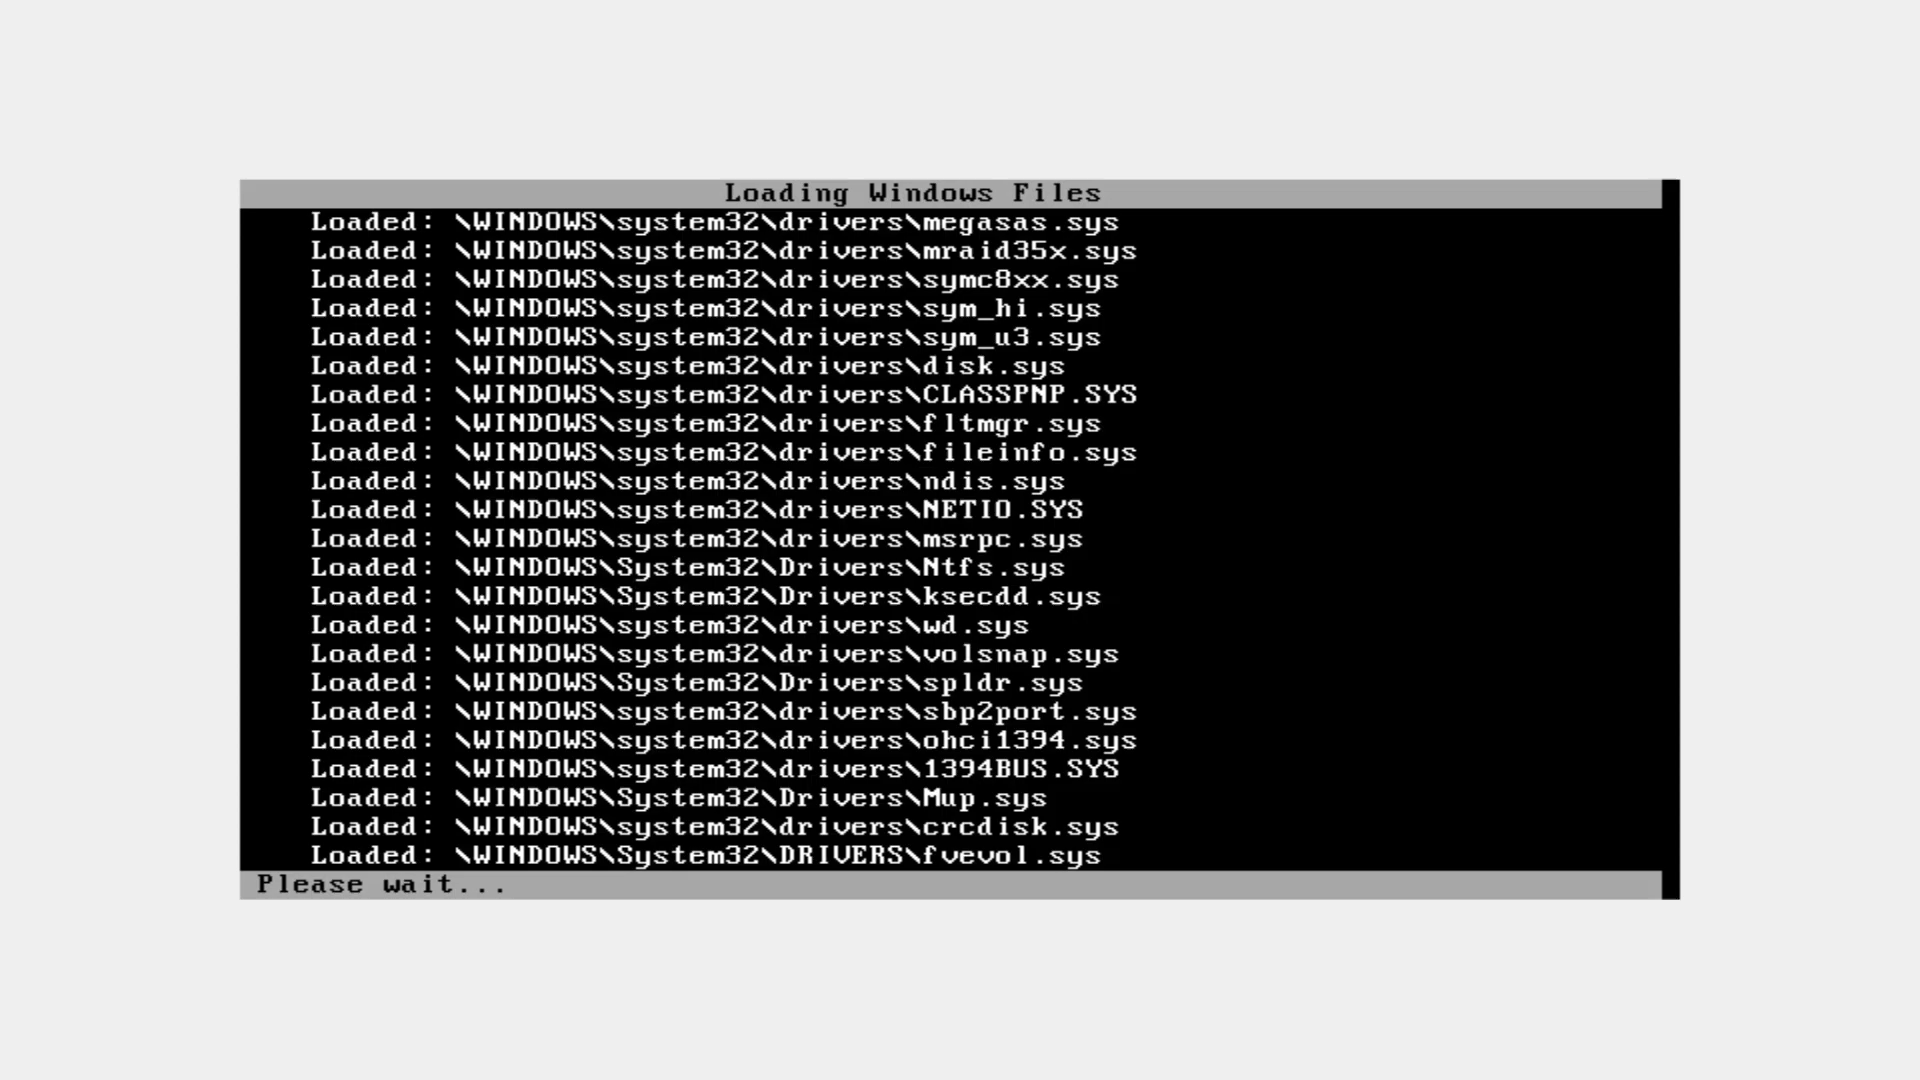 Loading Windows Files
Loaded: \WINDOWS\system32\drivers\megasas.sys
Loaded: \WINDOWS\system32\drivers\mraid35x.sys
Loaded: \WINDOWS\system32\drivers\symc8xx.sys
Loaded: \WINDOWS\system32\drivers\sym_hi.sys
Loaded: \WINDOWS\system32\drivers\sym_u3.sys
Loaded: \WINDOWS\system32\drivers\disk.sys
Loaded: \WINDOWS\system32\drivers\CLASSPNP.SYS
Loaded: \WINDOWS\system32\drivers\fltmgr.sys
Loaded: \WINDOWS\system32\drivers\fileinfo.sys
Loaded: \WINDOWS\system32\drivers\ndis.sys
Loaded: \WINDOWS\system32\drivers\NETIO.SYS
Loaded: \WINDOWS\system32\drivers\msrpc.sys
Loaded: \WINDOWS\System32\Drivers\Ntfs.sys
Loaded: \WINDOWS\System32\Drivers\ksecdd.sys
Loaded: \WINDOWS\system32\drivers\wd.sys
Loaded: \WINDOWS\system32\drivers\volsnap.sys
Loaded: \WINDOWS\System32\Drivers\spldr.sys
Loaded: \WINDOWS\system32\drivers\sbp2port.sys
Loaded: \WINDOWS\system32\drivers\ohci1394.sys
Loaded: \WINDOWS\system32\drivers\1394BUS.SYS
Loaded: \WINDOWS\System32\Drivers\Mup.sys
Loaded: \WINDOWS\system32\drivers\crcdisk.sys
Loaded: \WINDOWS\System32\DRIVERS\fvevol.sys
Please wait...